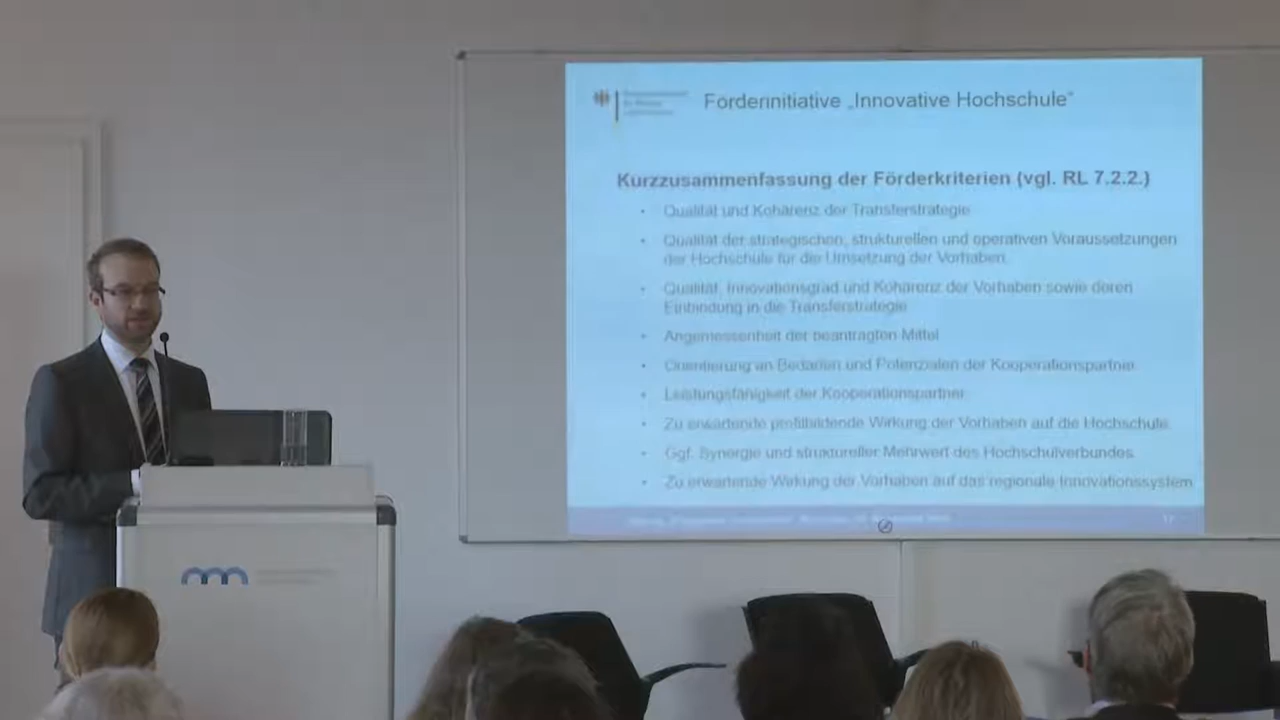 Förderinitiative „Innovative Hochschule“
Kurzzusammenfassung der Förderkriterien (vgl. RL 7.2.2.)
• Qualität und Kohärenz der Transferstrategie
• Qualität der strategischen, strukturellen und operativen Voraussetzungen
der Hochschule für die Umsetzung der Vorhaben
• Qualität, Innovationsgrad und Kohärenz der Vorhaben sowie deren
Einbindung in die Transferstrategie
• Angemessenheit der beantragten Mittel
• Orientierung an Bedarfen und Potenzialen der Kooperationspartner
• Leistungsfähigkeit der Kooperationspartner
• Zu erwartende profilbildende Wirkung der Vorhaben auf die Hochschule
• Ggf. Synergie und struktureller Mehrwert des Hochschulverbundes
• Zu erwartende Wirkung der Vorhaben auf das regionale Innovationssystem